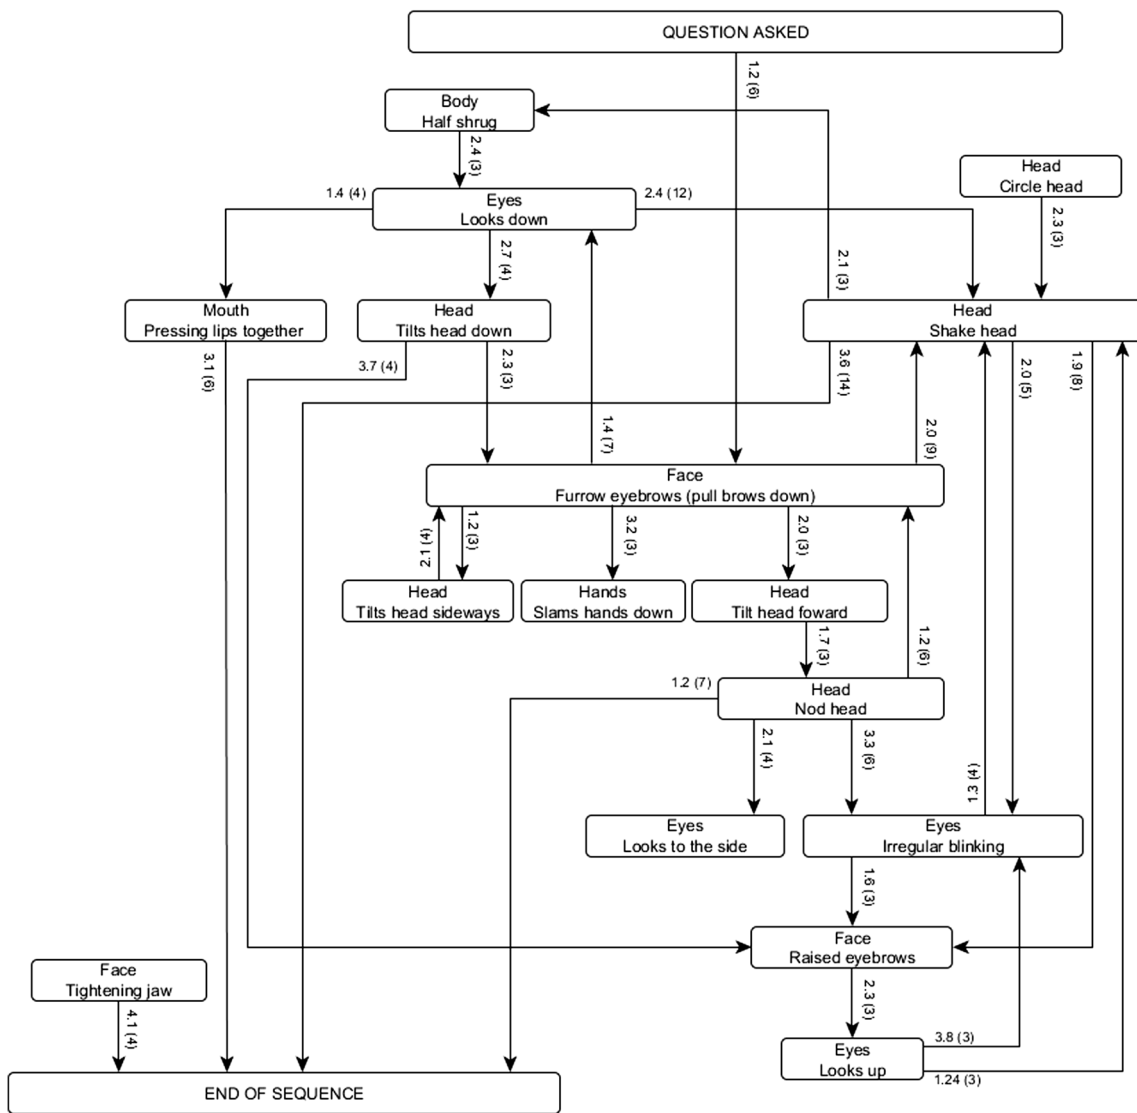 QUESTION ASKED
1.2 (6)
Body
Half shrug
2.4 (3)
Head
Circle head
2.3 (3)
1.4 (4)
Eyes
Looks down
2.4 (12)
2.7 (4)
2.1 (3)
Mouth
Pressing lips together
Head
Tilts head down
Head
Shake head
3.1 (6)
3.7 (4)
2.3 (3)
3.6 (14)
2.0 (5)
1.9 (8)
1.4 (7)
2.0 (9)
Face
Furrow eyebrows (pull brows down)
2.1 (4)
1.2 (3)
3.2 (3)
2.0 (3)
Head
Tilts head sideways
Hands
Slams hands down
Head
Tilt head foward
1.7 (3)
1.2 (6)
1.2 (7)
Head
Nod head
2.1 (4)
3.3 (6)
1.3 (4)
Eyes
Looks to the side
Eyes
Irregular blinking
1.6 (3)
Face
Raised eyebrows
Face
Tightening jaw
2.3 (3)
4.1 (4)
Eyes
Looks up
3.8 (3)
1.24 (3)
END OF SEQUENCE